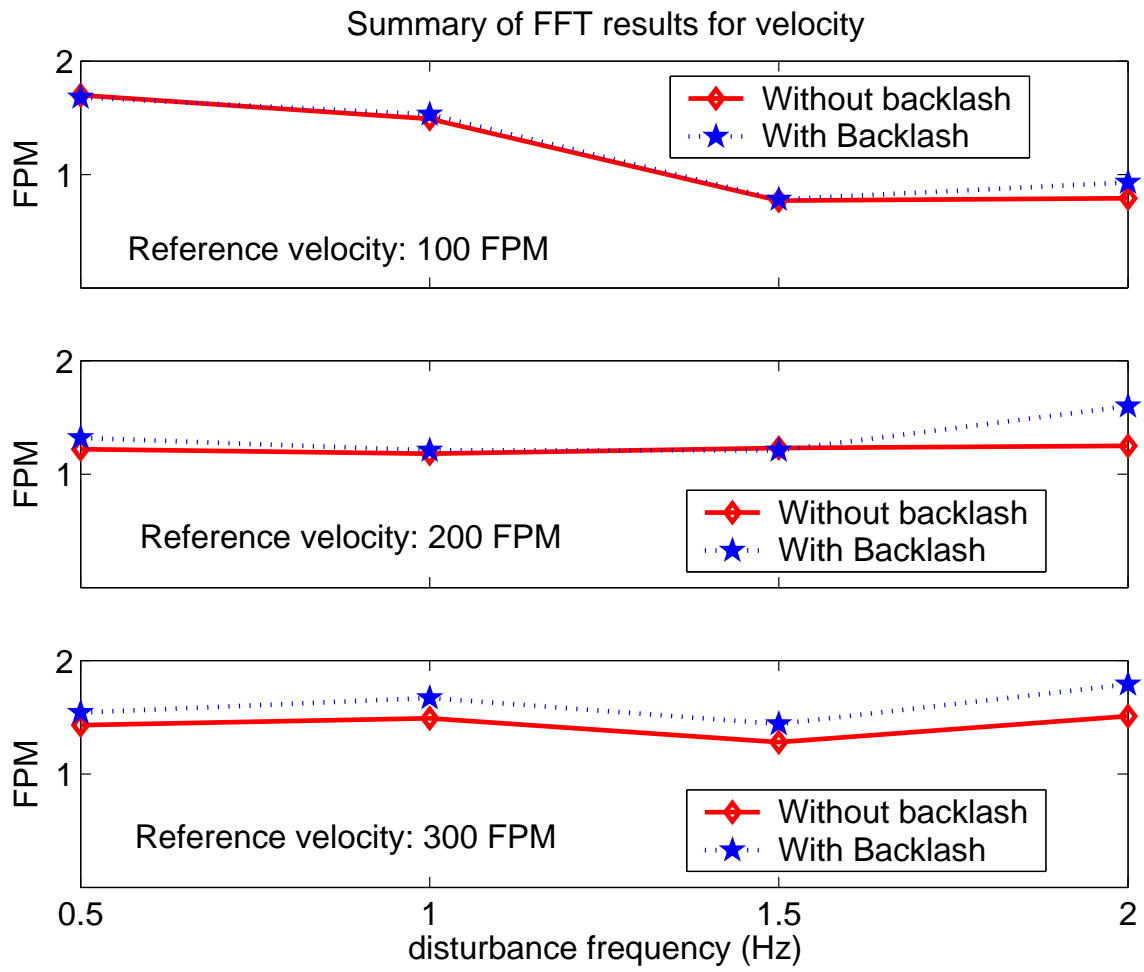 Summary of FFT results for velocity
2
1
FPM
Without backlash
With Backlash
Reference velocity: 100 FPM
2
1
FPM
Without backlash
With Backlash
Reference velocity: 200 FPM
2
1
FPM
Without backlash
With Backlash
Reference velocity: 300 FPM
0.5 1 1.5 2
disturbance frequency (Hz)